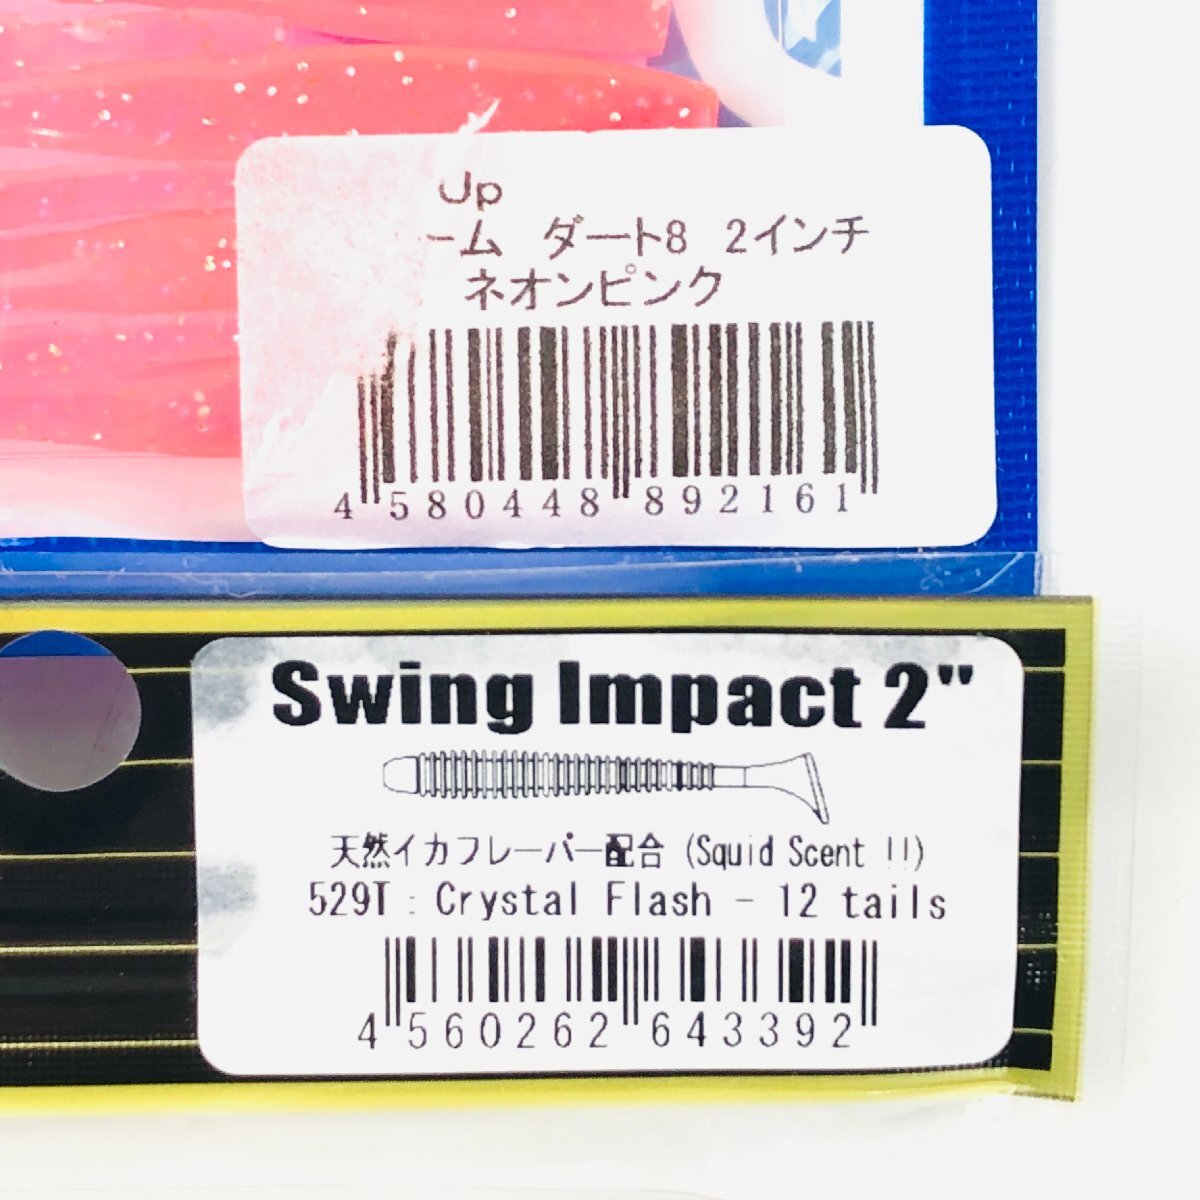 Jp
ーム ダート8 2インチ
ネオンピンク
4 580448 892161
Swing Impact 2"
天然イカフレーバー配合 (Squid Scent !!)
529T : Crystal Flash - 12 tails
4 560262 643392